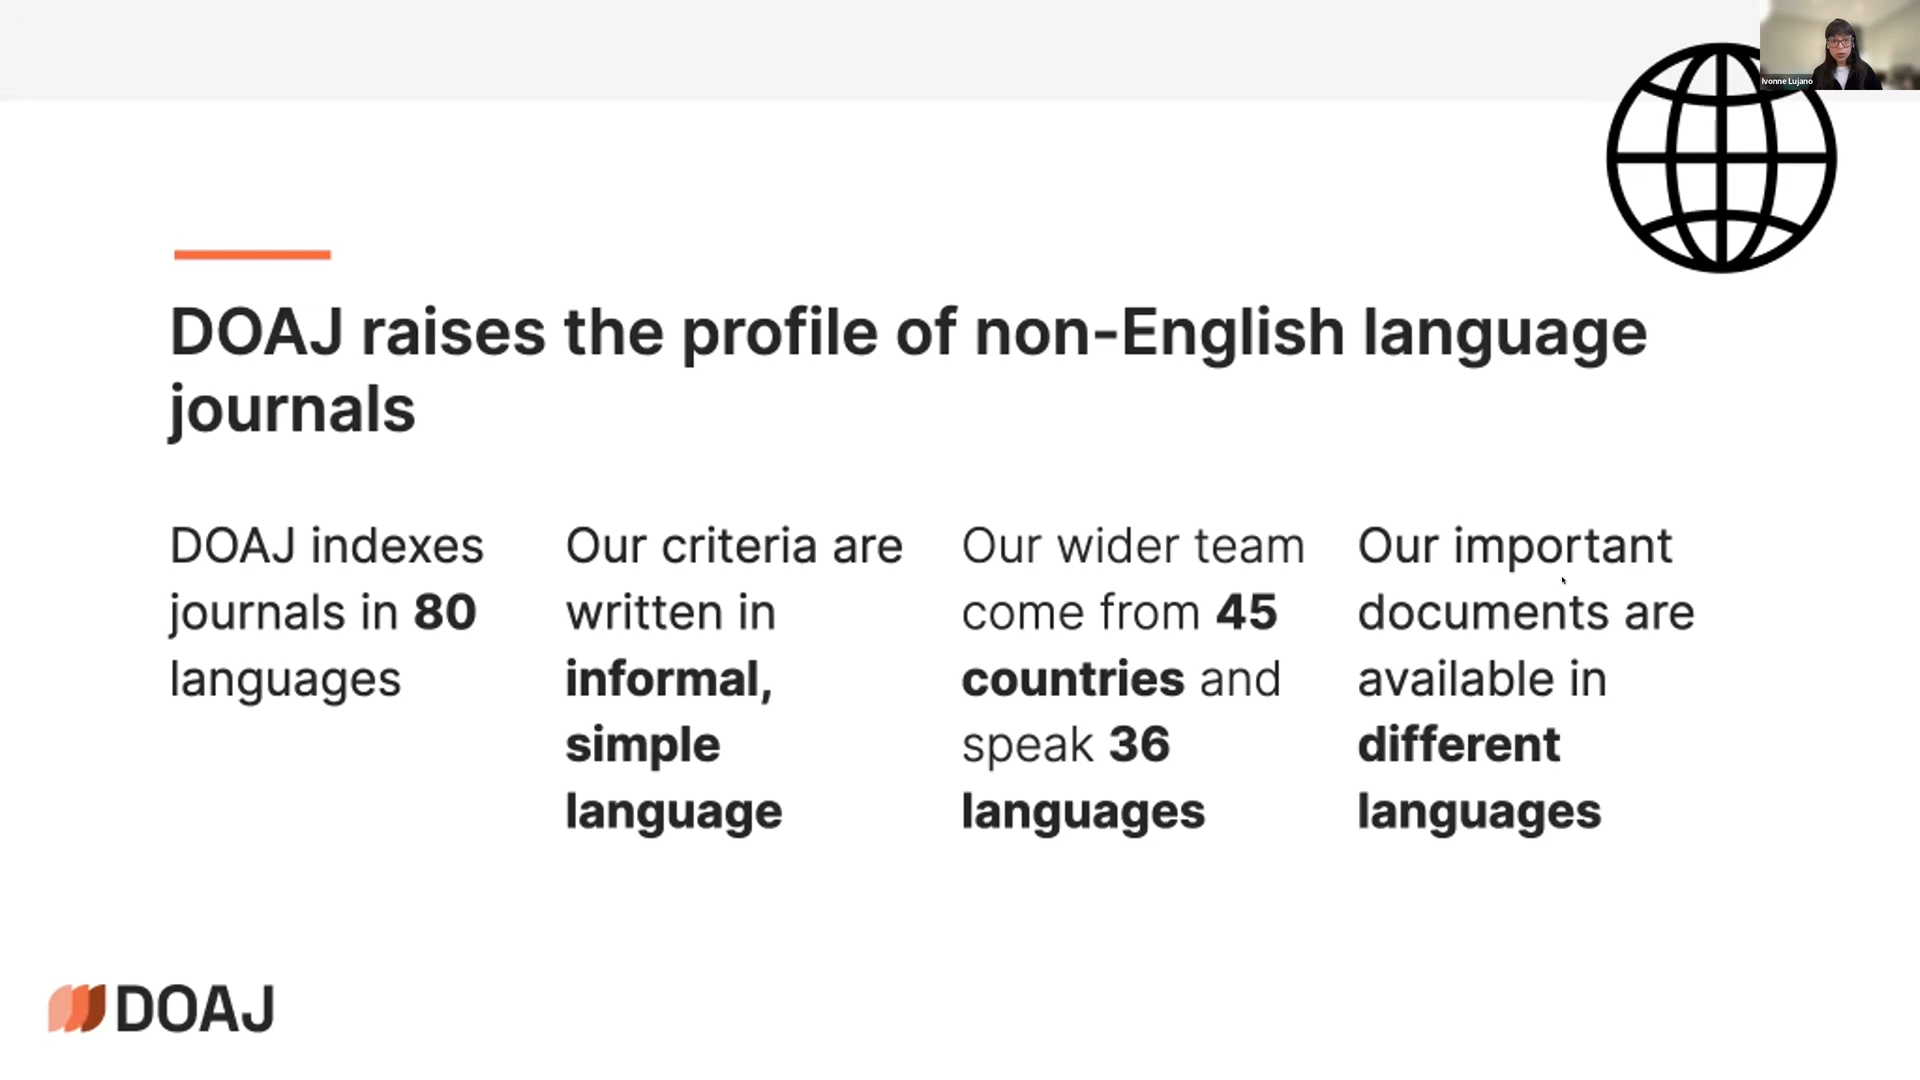 Ivonne Lujano
DOAJ raises the profile of non-English language
journals
DOAJ indexes
journals in 80
languages
Our criteria are
written in
informal,
simple
language
Our wider team
come from 45
countries and
speak 36
languages
Our important
documents are
available in
different
languages
DOAJ